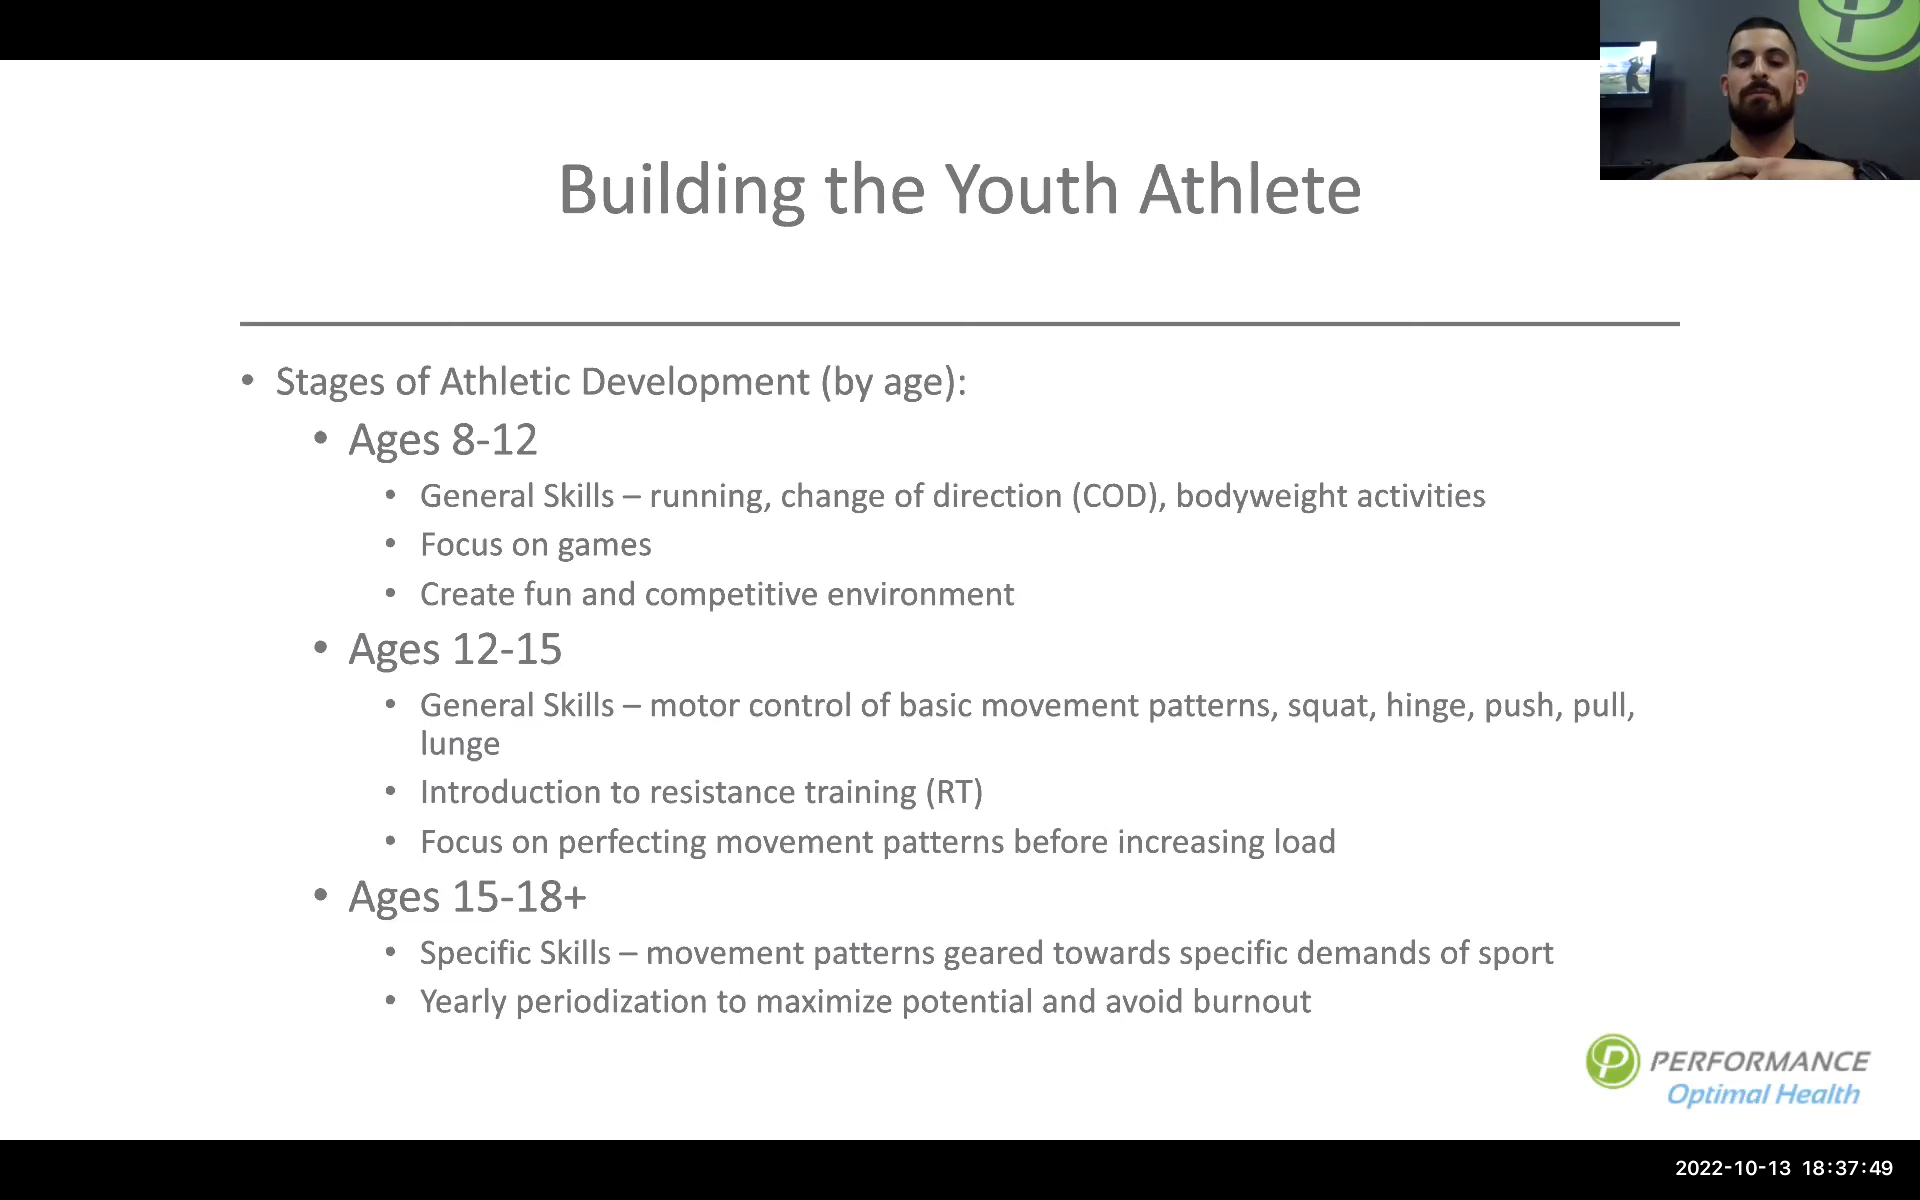 Building the Youth Athlete
• Stages of Athletic Development (by age):
• Ages 8-12
• General Skills – running, change of direction (COD), bodyweight activities
• Focus on games
• Create fun and competitive environment
• Ages 12-15
• General Skills – motor control of basic movement patterns, squat, hinge, push, pull,
lunge
• Introduction to resistance training (RT)
• Focus on perfecting movement patterns before increasing load
• Ages 15-18+
• Specific Skills – movement patterns geared towards specific demands of sport
• Yearly periodization to maximize potential and avoid burnout
P PERFORMANCE
Optimal Health
2022-10-13 18:37:49